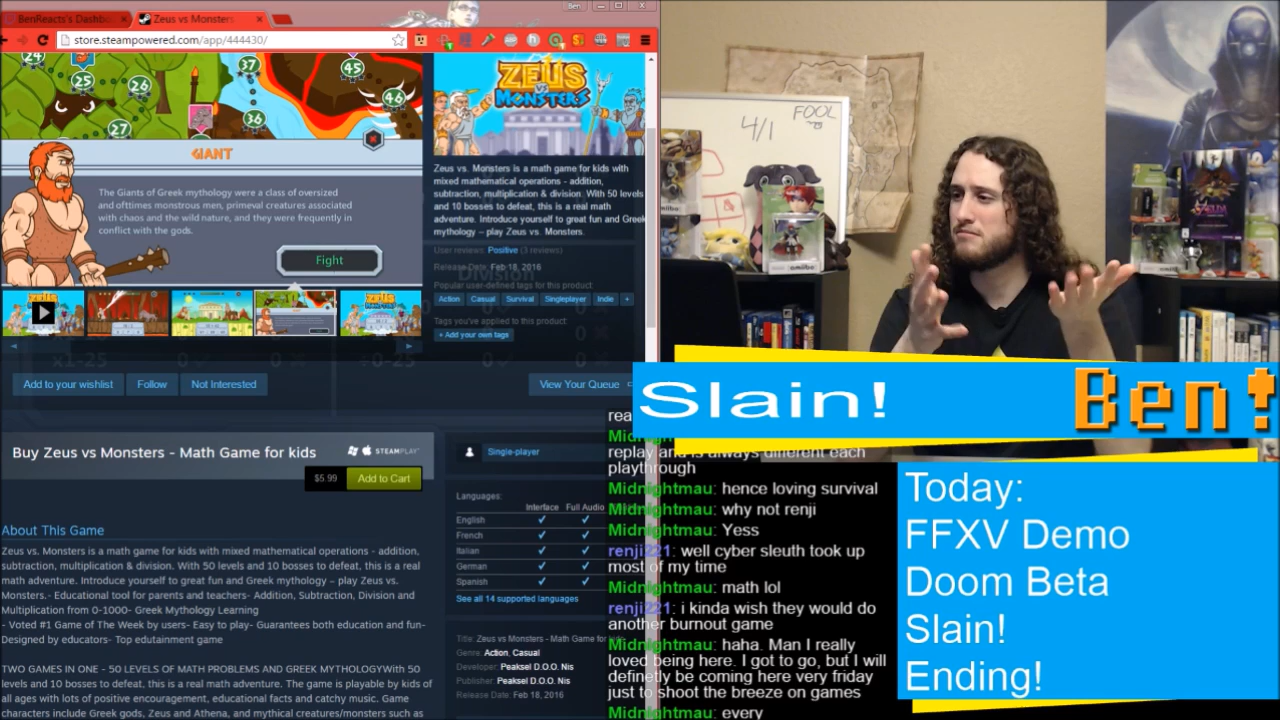 BenReacts's Dashb
Zeus vs Monsters
Ben
store.steampowered.com/app/444430/
24
25
26
27
37
36
45
46
GIANT
The Giants of Greek mythology were a class of oversized
and ofttimes monstrous men, primeval creatures associated
with chaos and the wild nature, and they were frequently in
conflict with the gods.
Fight
ZEUS
vs
MONSTERS
Zeus vs. Monsters is a math game for kids with
mixed mathematical operations - addition,
subtraction, multiplication & division. With 50 levels
and 10 bosses to defeat, this is a real math
adventure. Introduce yourself to great fun and Greek
mythology – play Zeus vs. Monsters.
User reviews: Positive (3 reviews)
Release Date: Feb 18, 2016
Division
Popular user-defined tags for this product:
Action Casual Survival Singleplayer Indie +
Tags you've applied to this product:
+ Add your own tags
x1-25
Add to your wishlist
Follow
Not Interested
View Your Queue
Buy Zeus vs Monsters - Math Game for kids
STEAMPLAY
$5.99
Add to Cart
About This Game
Zeus vs. Monsters is a math game for kids with mixed mathematical operations - addition,
subtraction, multiplication & division. With 50 levels and 10 bosses to defeat, this is a real
math adventure. Introduce yourself to great fun and Greek mythology – play Zeus vs.
Monsters.- Educational tool for parents and teachers- Addition, Subtraction, Division and
Multiplication from 0-1000- Greek Mythology Learning
- Voted #1 Game of The Week by users- Easy to play- Guarantees both education and fun-
Designed by educators- Top edutainment game
TWO GAMES IN ONE - 50 LEVELS OF MATH PROBLEMS AND GREEK MYTHOLOGYWith 50
levels and 10 bosses to defeat, this is a real math adventure. The game is playable by kids of
all ages with lots of positive encouragement, educational facts and catchy music. Game
characters include Greek gods, Zeus and Athena, and mythical creatures/monsters such as
Single-player
Languages:
Interface Full Audio
English
French
Italian
German
Spanish
See all 14 supported languages
Title: Zeus vs Monsters - Math Game for kids
Genre: Action, Casual
Developer: Peaksel D.O.O. Nis
Publisher: Peaksel D.O.O. Nis
Release Date: Feb 18, 2016
4/1
FOOL
amiibo
amiibo
ZELDA
Slain!
Ben!
rea
replay and is always different each
playthrough
Midnightmau: hence loving survival
Midnightmau: why not renji
Midnightmau: Yess
renji221: well cyber sleuth took up
most of my time
Midnightmau: math lol
renji221: i kinda wish they would do
another burnout game
Midnightmau: haha. Man I really
loved being here. I got to go, but I will
definetly be coming here very friday
just to shoot the breeze on games
Midnightmau: every
Today:
FFXV Demo
Doom Beta
Slain!
Ending!